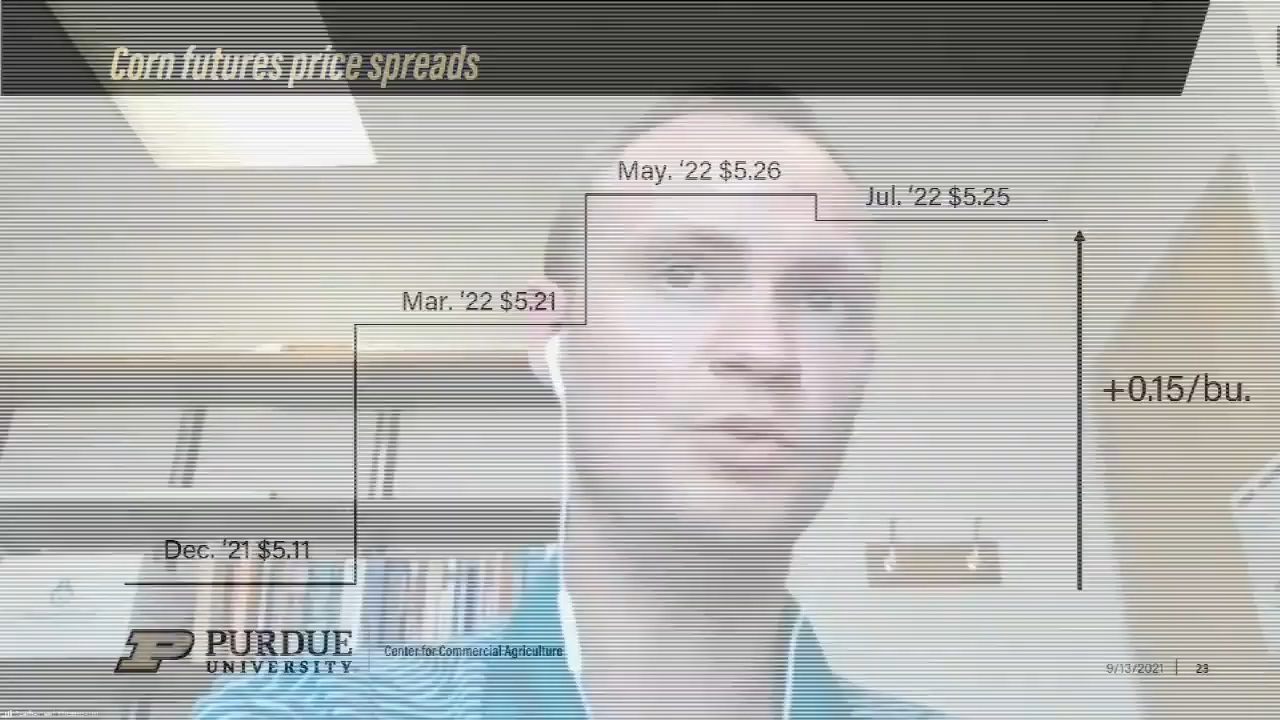 Corn futures price spreads
May. ‘22 $5.26
Jul. ‘22 $5.25
Mar. ‘22 $5.21
+0.15/bu.
Dec. ‘21 $5.11
PURDUE
UNIVERSITY
Center for Commercial Agriculture
9/13/2021 | 23